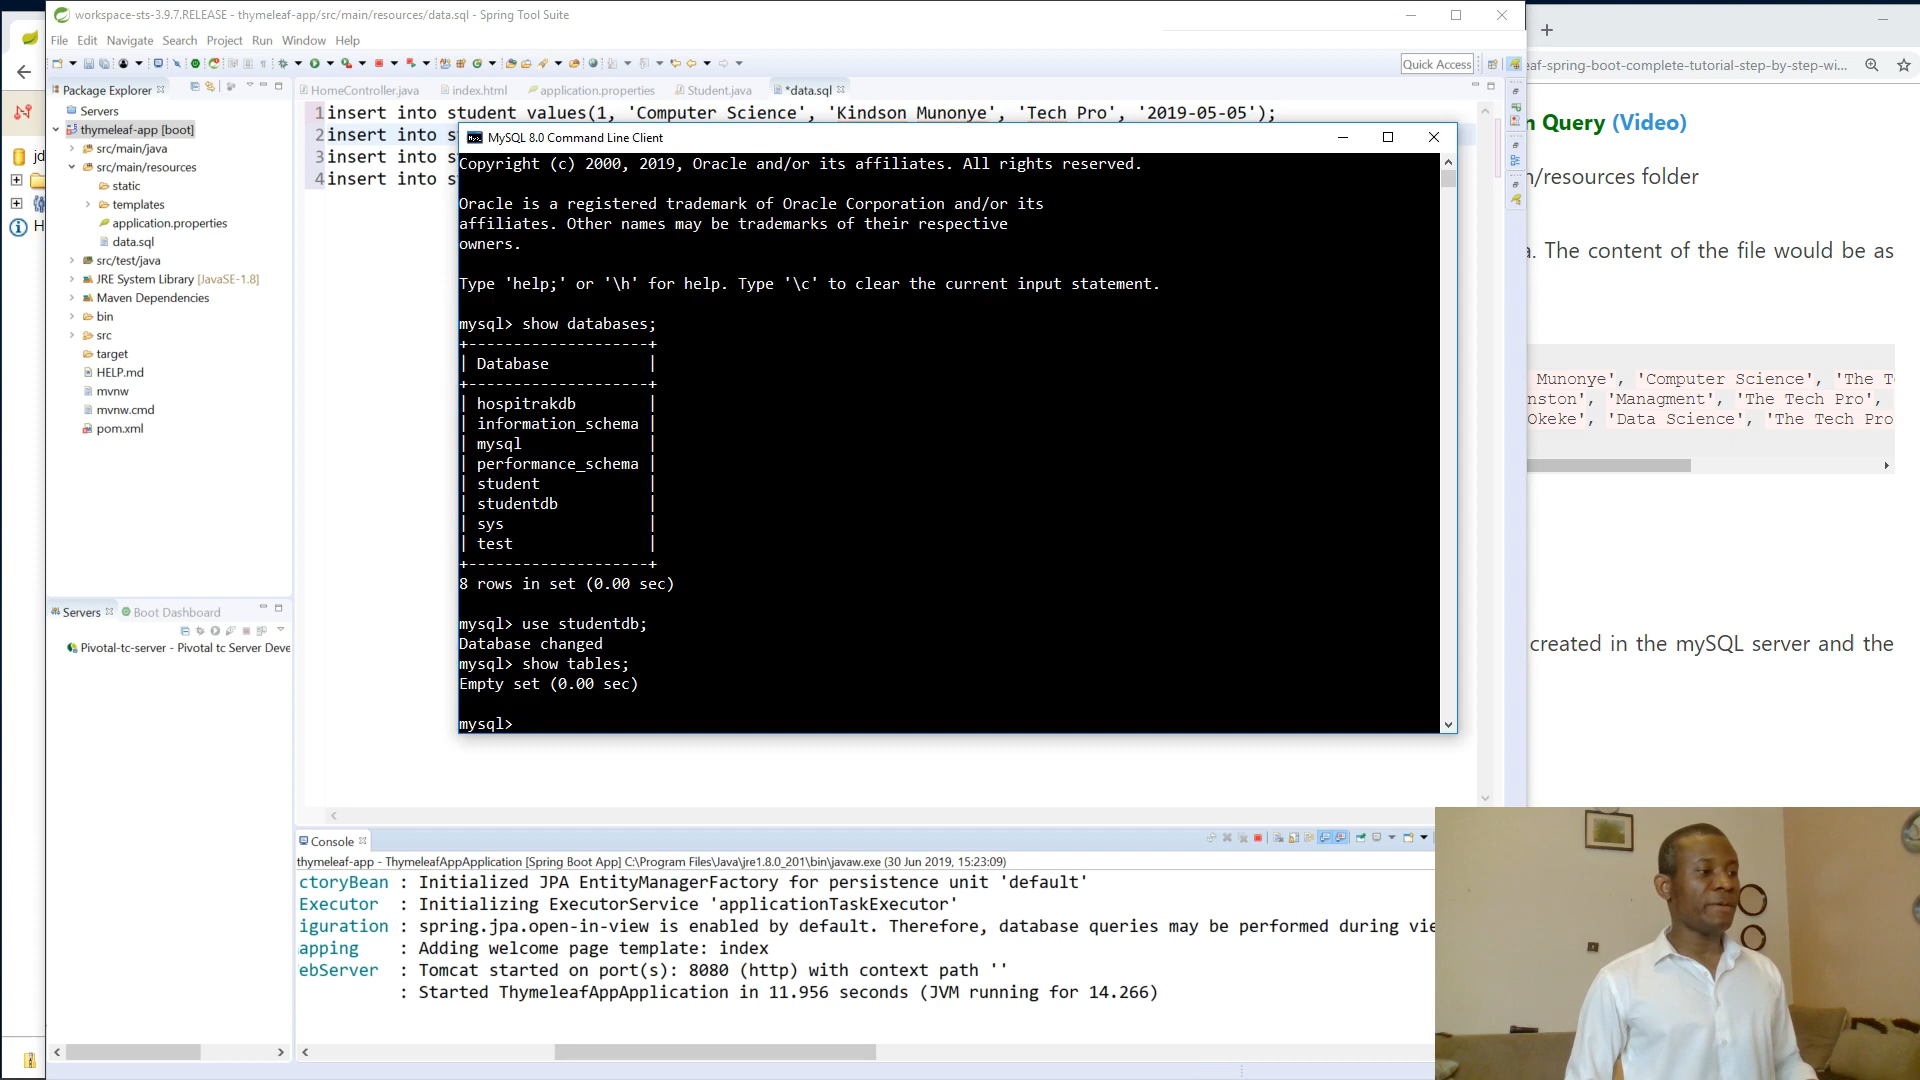 workspace-sts-3.9.7.RELEASE - thymeleaf-app/src/main/resources/data.sql - Spring Tool Suite
File Edit Navigate Search Project Run Window Help
Quick Access
af-spring-boot-complete-tutorial-step-by-step-wi...
Package Explorer
HomeController.java index.html application.properties Student.java *data.sql
Servers
thymeleaf-app [boot]
src/main/java
src/main/resources
static
templates
application.properties
data.sql
src/test/java
JRE System Library [JavaSE-1.8]
Maven Dependencies
bin
src
target
HELP.md
mvnw
mvnw.cmd
pom.xml
jd
H
1 insert into student values(1, 'Computer Science', 'Kindson Munonye', 'Tech Pro', '2019-05-05');
2 insert into s
3 insert into s
4 insert into s
MySQL 8.0 Command Line Client
Copyright (c) 2000, 2019, Oracle and/or its affiliates. All rights reserved.
Oracle is a registered trademark of Oracle Corporation and/or its
affiliates. Other names may be trademarks of their respective
owners.
Type 'help;' or '\h' for help. Type '\c' to clear the current input statement.
mysql> show databases;
+--------------------+
| Database |
+--------------------+
| hospitrakdb |
| information_schema |
| mysql |
| performance_schema |
| student |
| studentdb |
| sys |
| test |
+--------------------+
8 rows in set (0.00 sec)
mysql> use studentdb;
Database changed
mysql> show tables;
Empty set (0.00 sec)
mysql>
n Query (Video)
n/resources folder
a. The content of the file would be as
Munonye', 'Computer Science', 'The T
nston', 'Managment', 'The Tech Pro',
Okeke', 'Data Science', 'The Tech Pro
created in the mySQL server and the
Servers Boot Dashboard
Pivotal-tc-server - Pivotal tc Server Deve
Console
thymeleaf-app - ThymeleafAppApplication [Spring Boot App] C:\Program Files\Java\jre1.8.0_201\bin\javaw.exe (30 Jun 2019, 15:23:09)
ctoryBean : Initialized JPA EntityManagerFactory for persistence unit 'default'
Executor : Initializing ExecutorService 'applicationTaskExecutor'
iguration : spring.jpa.open-in-view is enabled by default. Therefore, database queries may be performed during vie
apping : Adding welcome page template: index
ebServer : Tomcat started on port(s): 8080 (http) with context path ''
: Started ThymeleafAppApplication in 11.956 seconds (JVM running for 14.266)